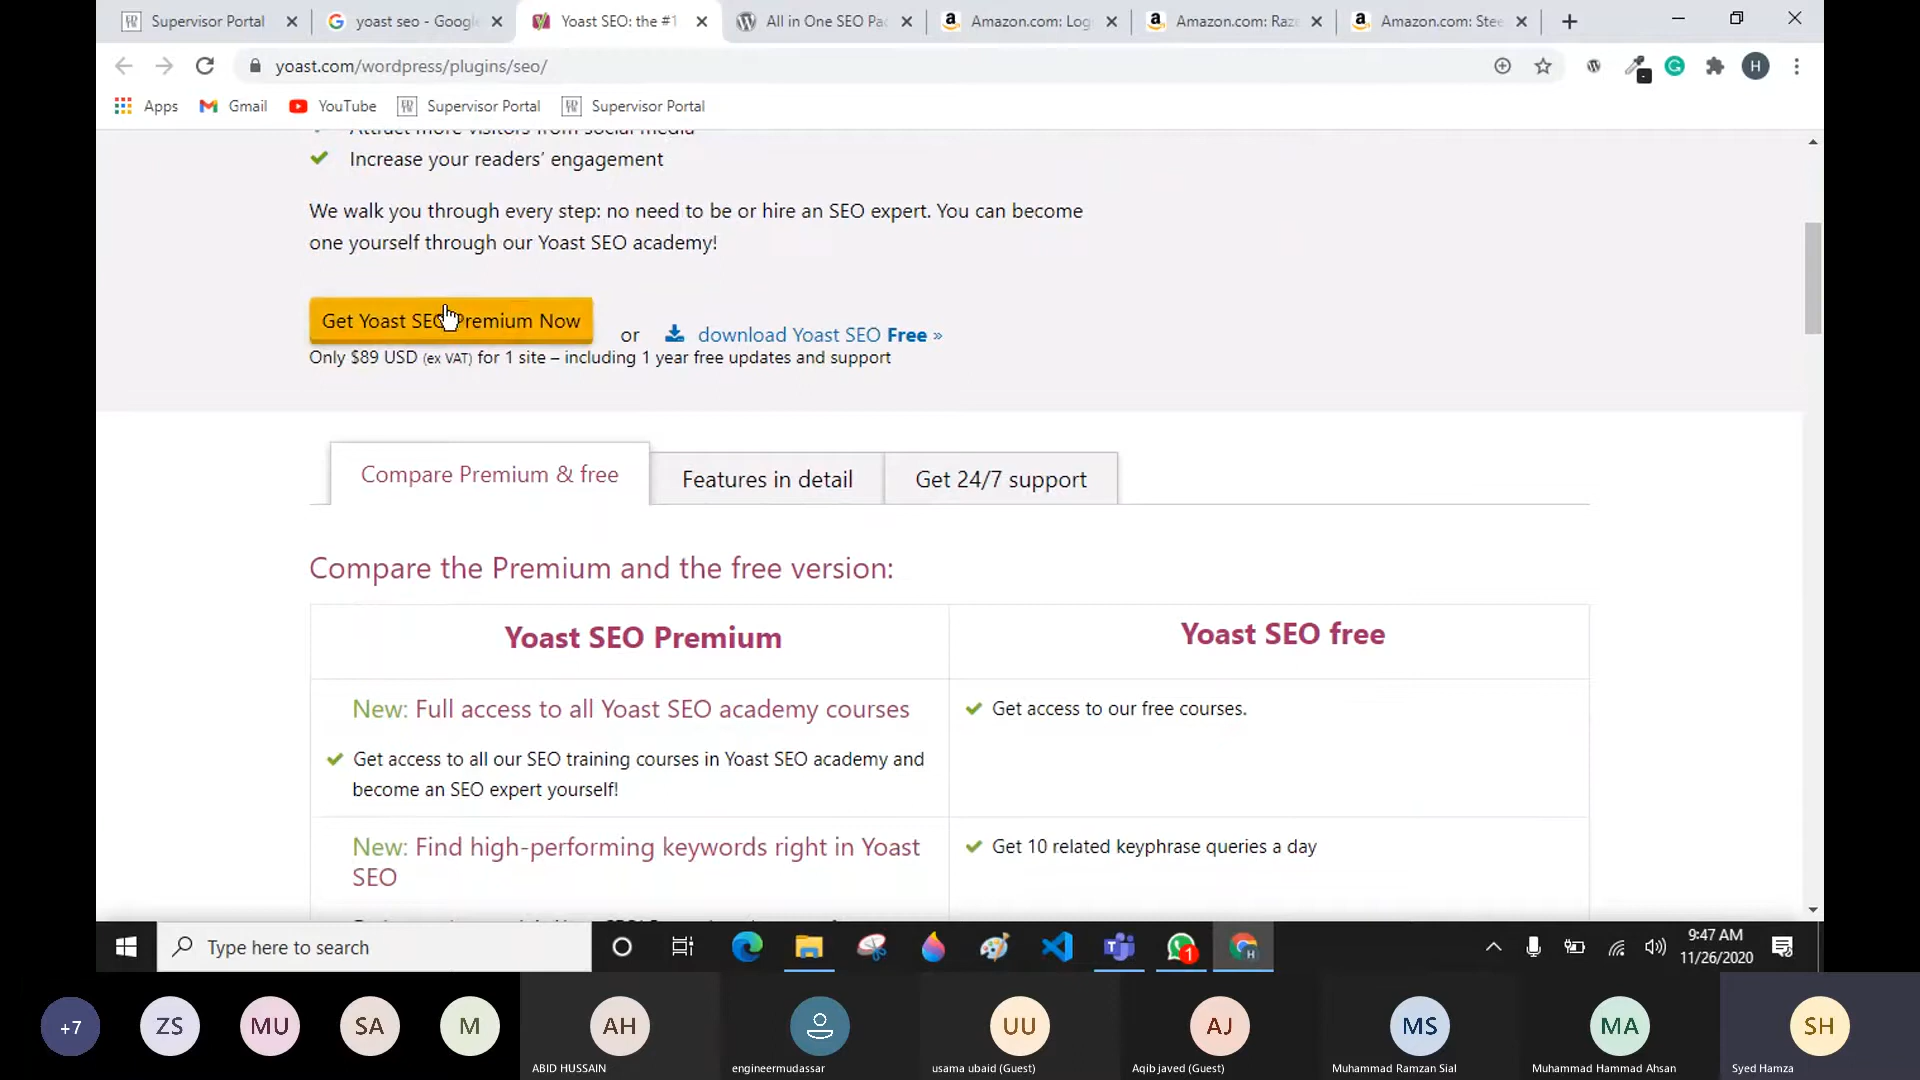 Supervisor Portal
yoast seo - Google
Yoast SEO: the #1
All in One SEO Pac
Amazon.com: Log
Amazon.com: Raz
Amazon.com: Stee
yoast.com/wordpress/plugins/seo/
H
Apps
Gmail
YouTube
Supervisor Portal
Supervisor Portal
Attract more visitors from social media
Increase your readers' engagement
We walk you through every step: no need to be or hire an SEO expert. You can become
one yourself through our Yoast SEO academy!
Get Yoast SEO Premium Now
or
download Yoast SEO Free »
Only $89 USD (ex VAT) for 1 site – including 1 year free updates and support
Compare Premium & free
Features in detail
Get 24/7 support
Compare the Premium and the free version:
Yoast SEO Premium
Yoast SEO free
New: Full access to all Yoast SEO academy courses
Get access to our free courses.
Get access to all our SEO training courses in Yoast SEO academy and
become an SEO expert yourself!
New: Find high-performing keywords right in Yoast
SEO
Get 10 related keyphrase queries a day
Type here to search
1
H
9:47 AM
11/26/2020
+7
ZS
MU
SA
M
AH
UU
AJ
MS
MA
SH
ABID HUSSAIN
engineermudassar
usama ubaid (Guest)
Aqib javed (Guest)
Muhammad Ramzan Sial
Muhammad Hammad Ahsan
Syed Hamza